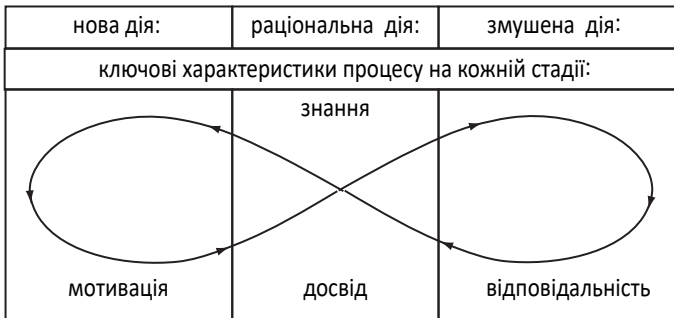 нова дія: раціональна дія: змушена дія:
ключові характеристики процесу на кожній стадії:
знання
мотивація досвід відповідальність